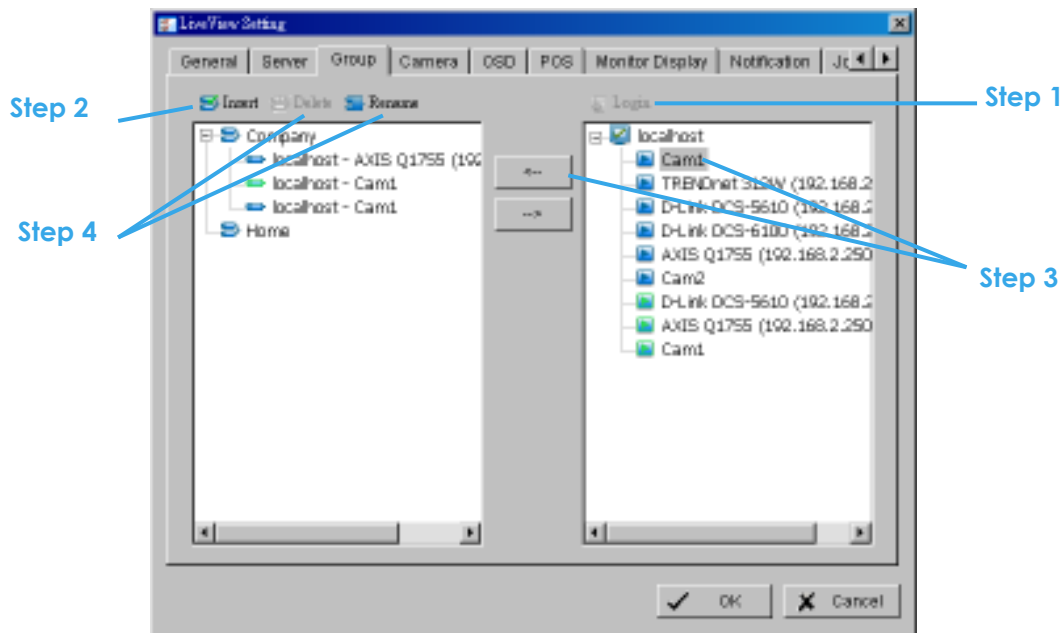 LiveView Setting
General Server Group Camera OSD POS Monitor Display Notification
Step 2
Insert Delete Rename
Login
Step 1
Company
localhost - AXIS Q1755 (192
localhost - Cam1
localhost - Cam1
Home
Step 4
<--
-->
localhost
Cam1
TRENDnet 312W (192.168.2
D-Link DCS-5610 (192.168.2
D-Link DCS-6100 (192.168.2
AXIS Q1755 (192.168.2.250
Cam2
D-Link DCS-5610 (192.168.2
AXIS Q1755 (192.168.2.250
Cam1
Step 3
OK
Cancel